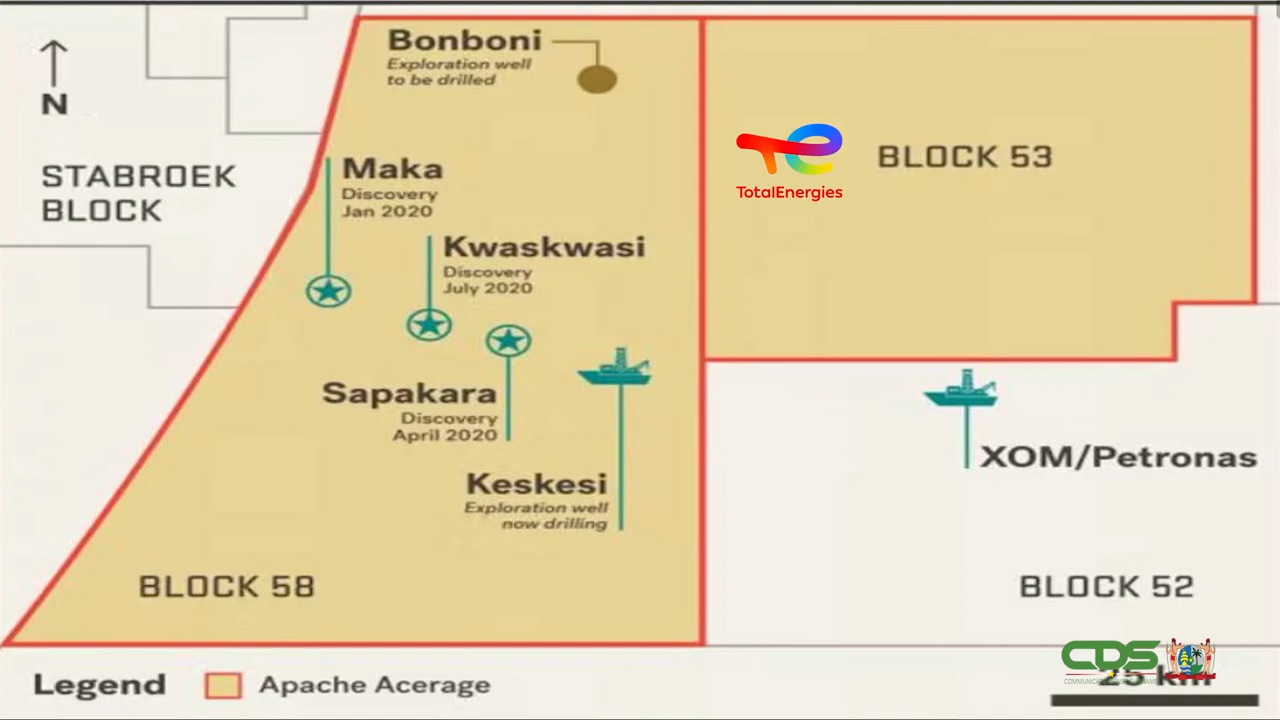 N
STABROEK
BLOCK
Bonboni
Exploration well
to be drilled
Maka
Discovery
Jan 2020
Kwaskwasi
Discovery
July 2020
Sapakara
Discovery
April 2020
Keskesi
Exploration well
now drilling
BLOCK 58
TotalEnergies
BLOCK 53
XOM/Petronas
BLOCK 52
Legend
Apache Acerage
CDS
25 km